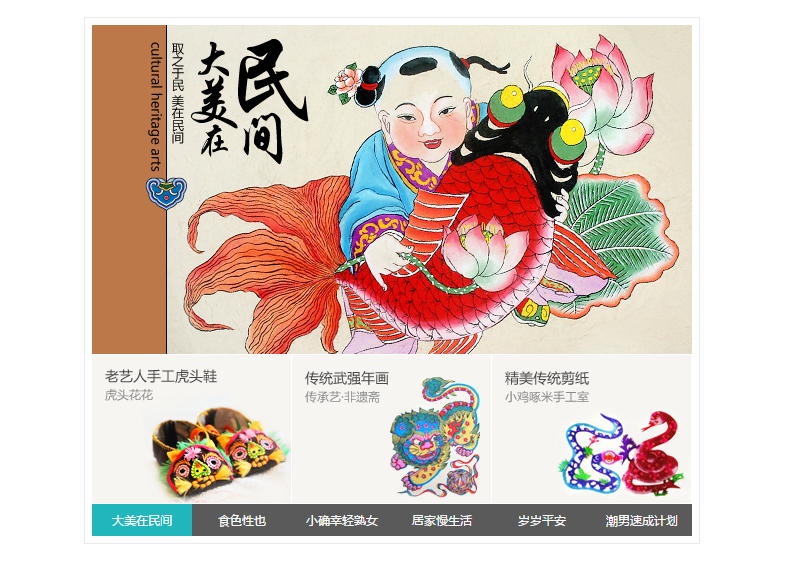 大美在
民间
取之于民 美在民间
cultural heritage arts
老艺人手工虎头鞋
虎头花花
传统武强年画
传承艺·非遗斋
精美传统剪纸
小鸡啄米手工室
大美在民间
食色性也
小确幸轻熟女
居家慢生活
岁岁平安
潮男速成计划